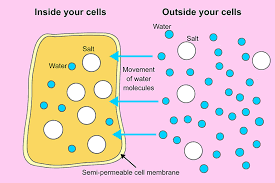 Inside your cells
Outside your cells
Water
Salt
Salt
Water
Movement
of water
molecules
Semi-permeable cell membrane